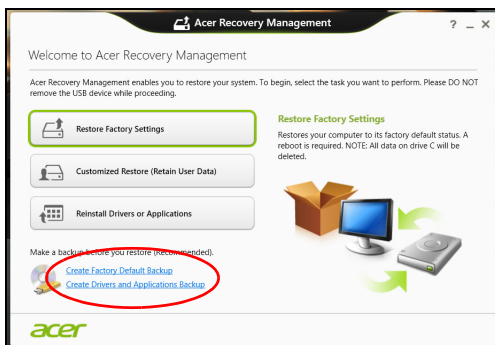 Acer Recovery Management
? _ X
Welcome to Acer Recovery Management
Acer Recovery Management enables you to restore your system. To begin, select the task you want to perform. Please DO NOT
remove the USB device while proceeding.
Restore Factory Settings
Customized Restore (Retain User Data)
Reinstall Drivers or Applications
Restore Factory Settings
Restores your computer to its factory default status. A
reboot is required. NOTE: All data on drive C will be
deleted.
Make a backup before you restore (Recommended).
Create Factory Default Backup
Create Drivers and Applications Backup
acer